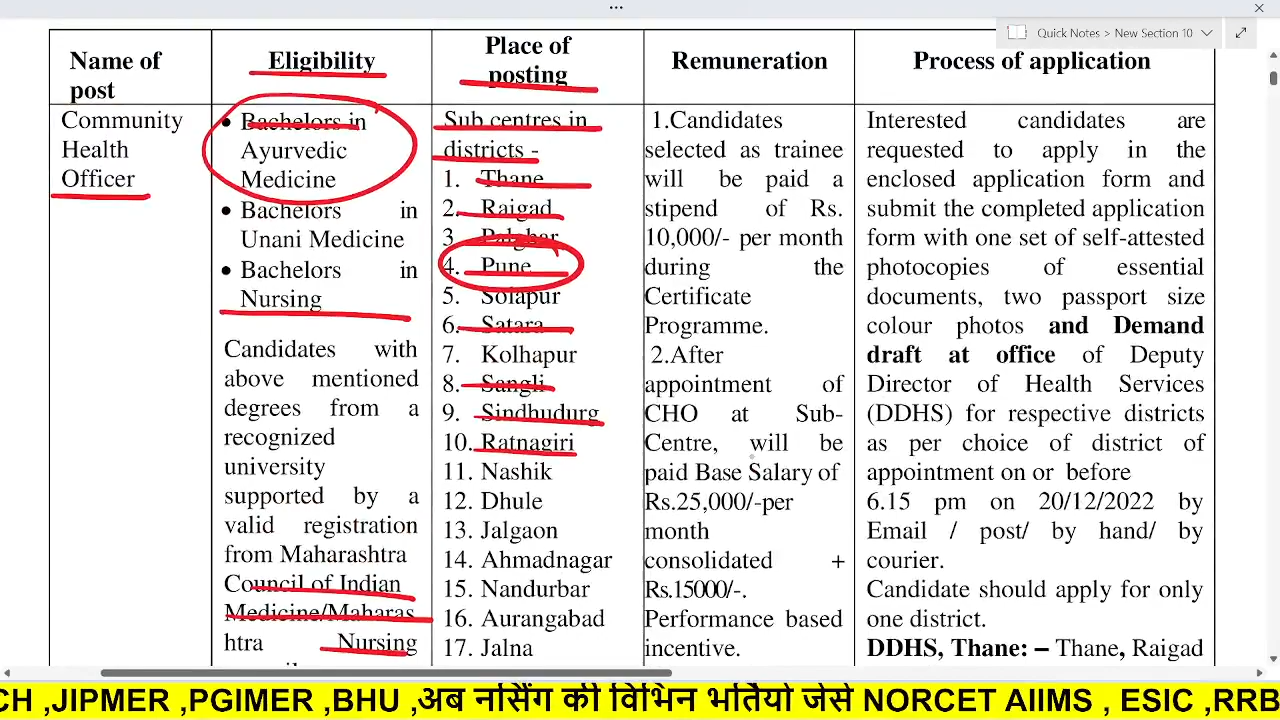 Quick Notes > New Section 10
Name of post
Eligibility
Place of posting
Remuneration
Process of application
Community
Health
Officer
• Bachelors in
Ayurvedic
Medicine
• Bachelors in
Unani Medicine
• Bachelors in
Nursing
Candidates with
above mentioned
degrees from a
recognized
university
supported by a
valid registration
from Maharashtra
Council of Indian
Medicine/Maharas
htra Nursing
Sub centres in
districts -
1. Thane
2. Raigad
3. Palghar
4. Pune
5. Solapur
6. Satara
7. Kolhapur
8. Sangli
9. Sindhudurg
10. Ratnagiri
11. Nashik
12. Dhule
13. Jalgaon
14. Ahmadnagar
15. Nandurbar
16. Aurangabad
17. Jalna
1.Candidates
selected as trainee
will be paid a
stipend of Rs.
10,000/- per month
during the
Certificate
Programme.
2.After
appointment of
CHO at Sub-
Centre, will be
paid Base Salary of
Rs.25,000/-per
month
consolidated +
Rs.15000/-.
Performance based
incentive.
Interested candidates are
requested to apply in the
enclosed application form and
submit the completed application
form with one set of self-attested
photocopies of essential
documents, two passport size
colour photos and Demand
draft at office of Deputy
Director of Health Services
(DDHS) for respective districts
as per choice of district of
appointment on or before
6.15 pm on 20/12/2022 by
Email / post/ by hand/ by
courier.
Candidate should apply for only
one district.
DDHS, Thane: – Thane, Raigad
CH ,JIPMER ,PGIMER ,BHU ,अब नर्सिंग की विभिन भर्तियो जेसे NORCET AIIMS , ESIC ,RRB